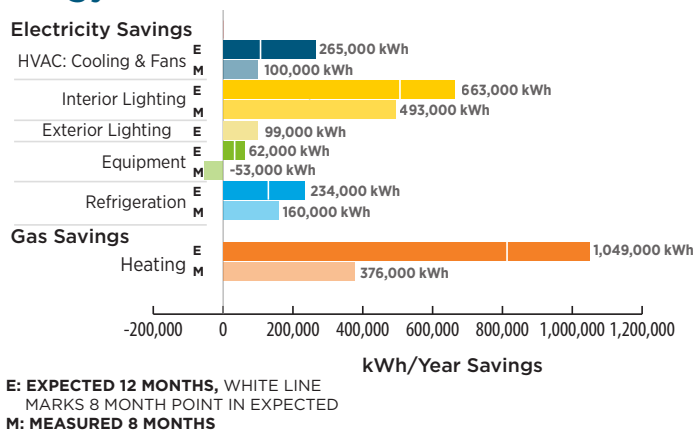 Electricity Savings
HVAC: Cooling & Fans E 265,000 kWh
M 100,000 kWh
Interior Lighting E 663,000 kWh
M 493,000 kWh
Exterior Lighting E 99,000 kWh
Equipment E 62,000 kWh
M -53,000 kWh
Refrigeration E 234,000 kWh
M 160,000 kWh
Gas Savings
Heating E 1,049,000 kWh
M 376,000 kWh
-200,000 0 200,000 400,000 600,000 800,000 1,000,000 1,200,000
kWh/Year Savings
E: EXPECTED 12 MONTHS, WHITE LINE
MARKS 8 MONTH POINT IN EXPECTED
M: MEASURED 8 MONTHS